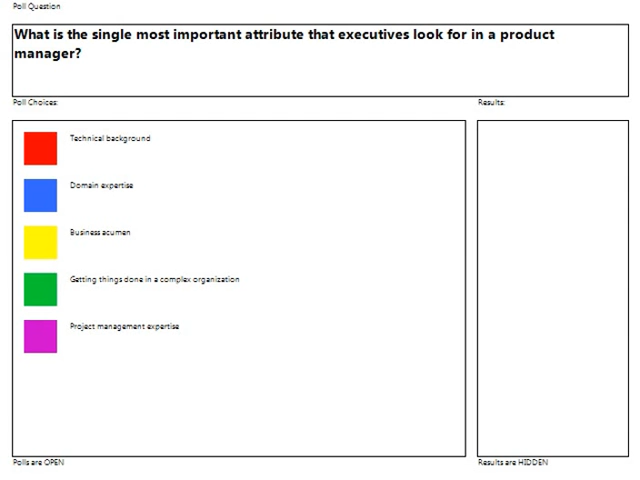 Poll Question
What is the single most important attribute that executives look for in a product
manager?
Poll Choices:
Results:
Technical background
Domain expertise
Business acumen
Getting things done in a complex organization
Project management expertise
Polls are OPEN
Results are HIDDEN